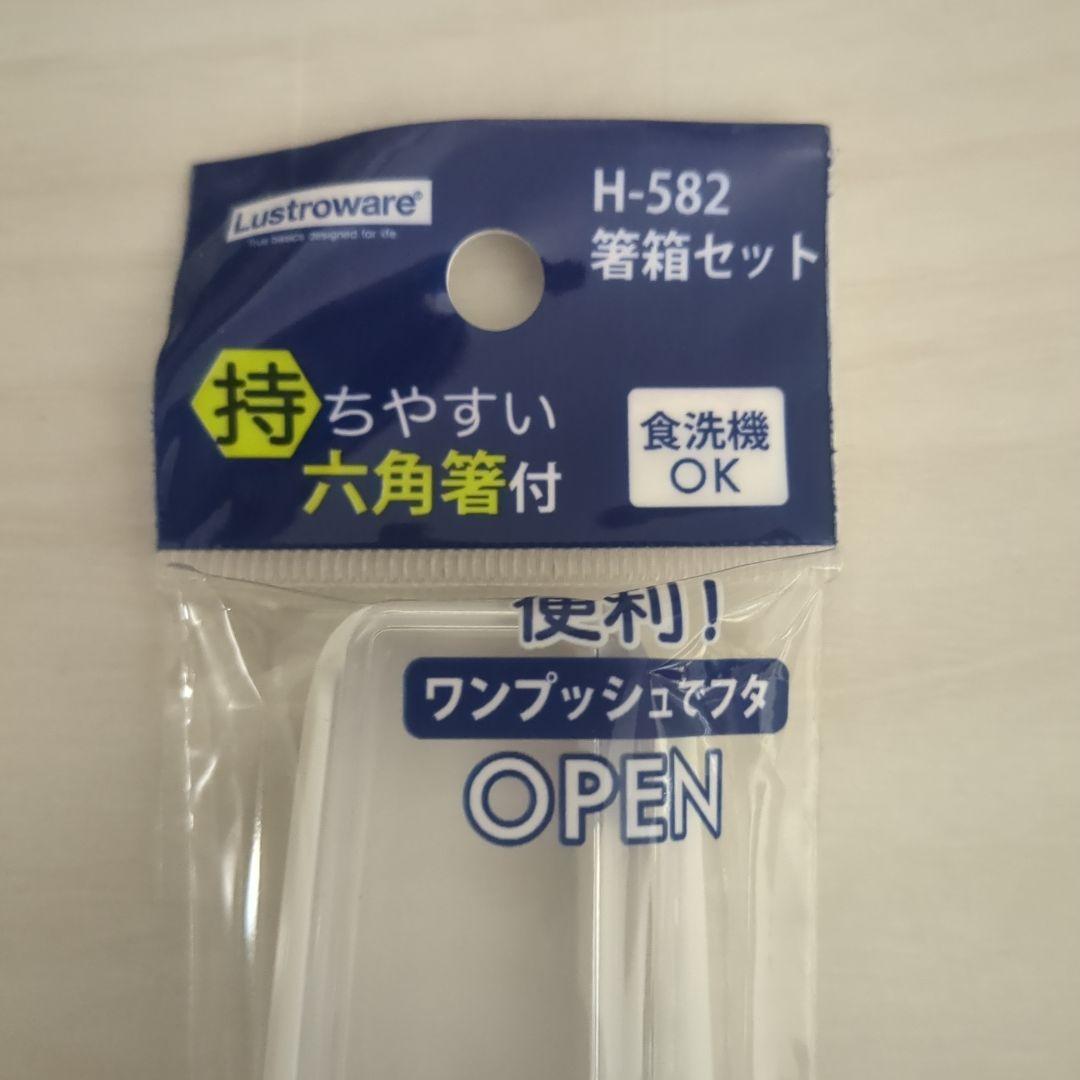 Lustroware®
True basics designed for life.
H-582
箸箱セット
持ちやすい
六角箸付
食洗機
OK
便利!
ワンプッシュでフタ
OPEN